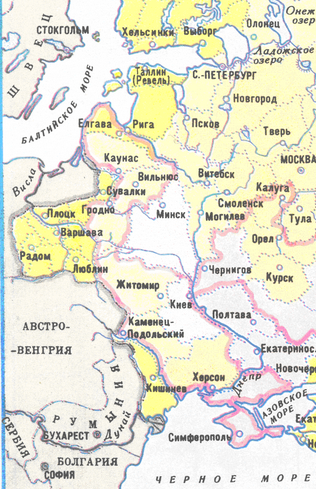 Онеж
озеро
Олонец
СТОКГОЛЬМ
Хельсинки
Выборг
ШВЕЦ
Ладожское
озеро
Таллин
(Ревель)
С.-ПЕТЕРБУРГ
Новгород
БАЛТИЙСКОЕ МОРЕ
Елгава
Рига
Псков
Тверь
Каунас
МОСКВА
Висла
Вильнюс
Витебск
Сувалки
Калуга
Плоцк
Гродно
Минск
Смоленск
Могилев
Тула
Варшава
Орел
Радом
Люблин
Чернигов
Курск
Житомир
Киев
Полтава
АВСТРО-
-ВЕНГРИЯ
Каменец-
Подольский
Екатеринос.
Новочер
Кишинев
Херсон
Днепр
РУМЫНИЯ
АЗОВСКОЕ
МОРЕ
Екат
СЕРБИЯ
БУХАРЕСТ
Дунай
Симферополь
Но
БОЛГАРИЯ
СОФИЯ
ЧЕРНОЕ МОРЕ